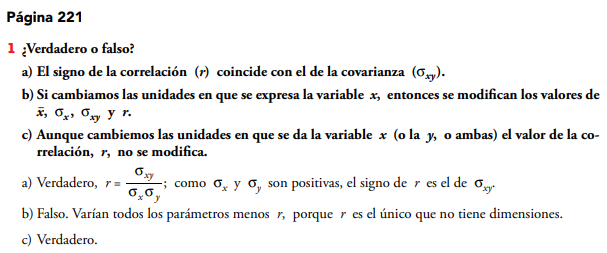 Página 221
1 ¿Verdadero o falso?
a) El signo de la correlación (r) coincide con el de la covarianza (σxy).
b) Si cambiamos las unidades en que se expresa la variable x, entonces se modifican los valores de
x̄, σx, σxy y r.
c) Aunque cambiemos las unidades en que se da la variable x (o la y, o ambas) el valor de la co-
rrelación, r, no se modifica.
a) Verdadero, r = σxy / σx σy; como σx y σy son positivas, el signo de r es el de σxy.
b) Falso. Varían todos los parámetros menos r, porque r es el único que no tiene dimensiones.
c) Verdadero.